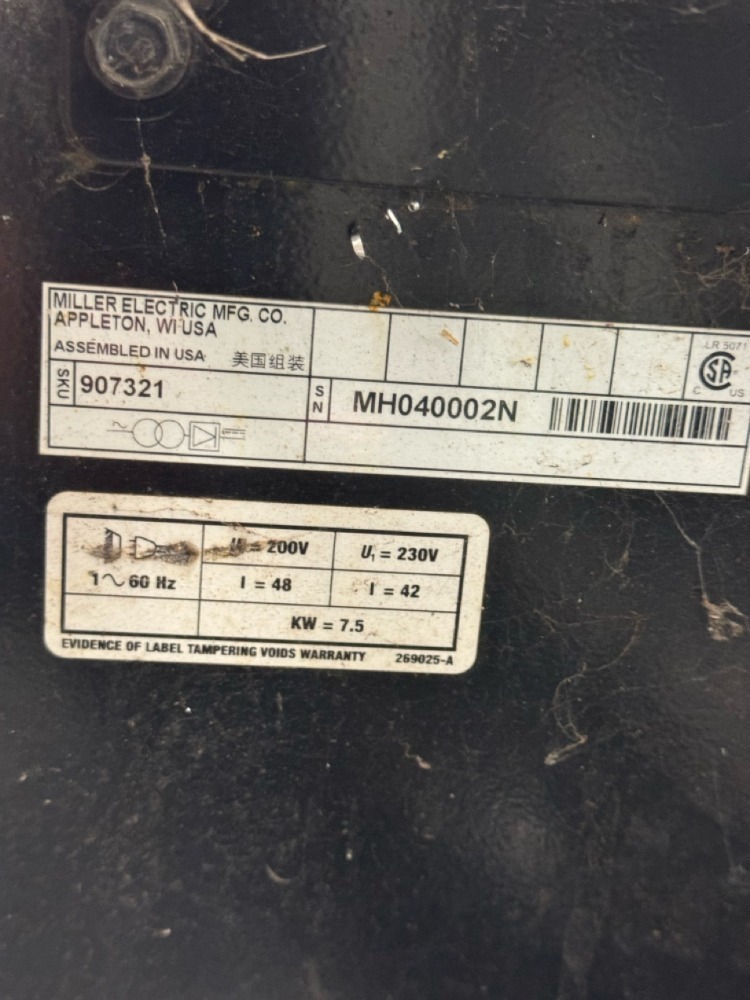 MILLER ELECTRIC MFG. CO.
APPLETON, WI USA
ASSEMBLED IN USA 美国组装
SKU 907321
SN MH040002N
LR 5071
C US
= 200V U₁ = 230V
1~ 60 Hz I = 48 I = 42
KW = 7.5
EVIDENCE OF LABEL TAMPERING VOIDS WARRANTY 269025-A